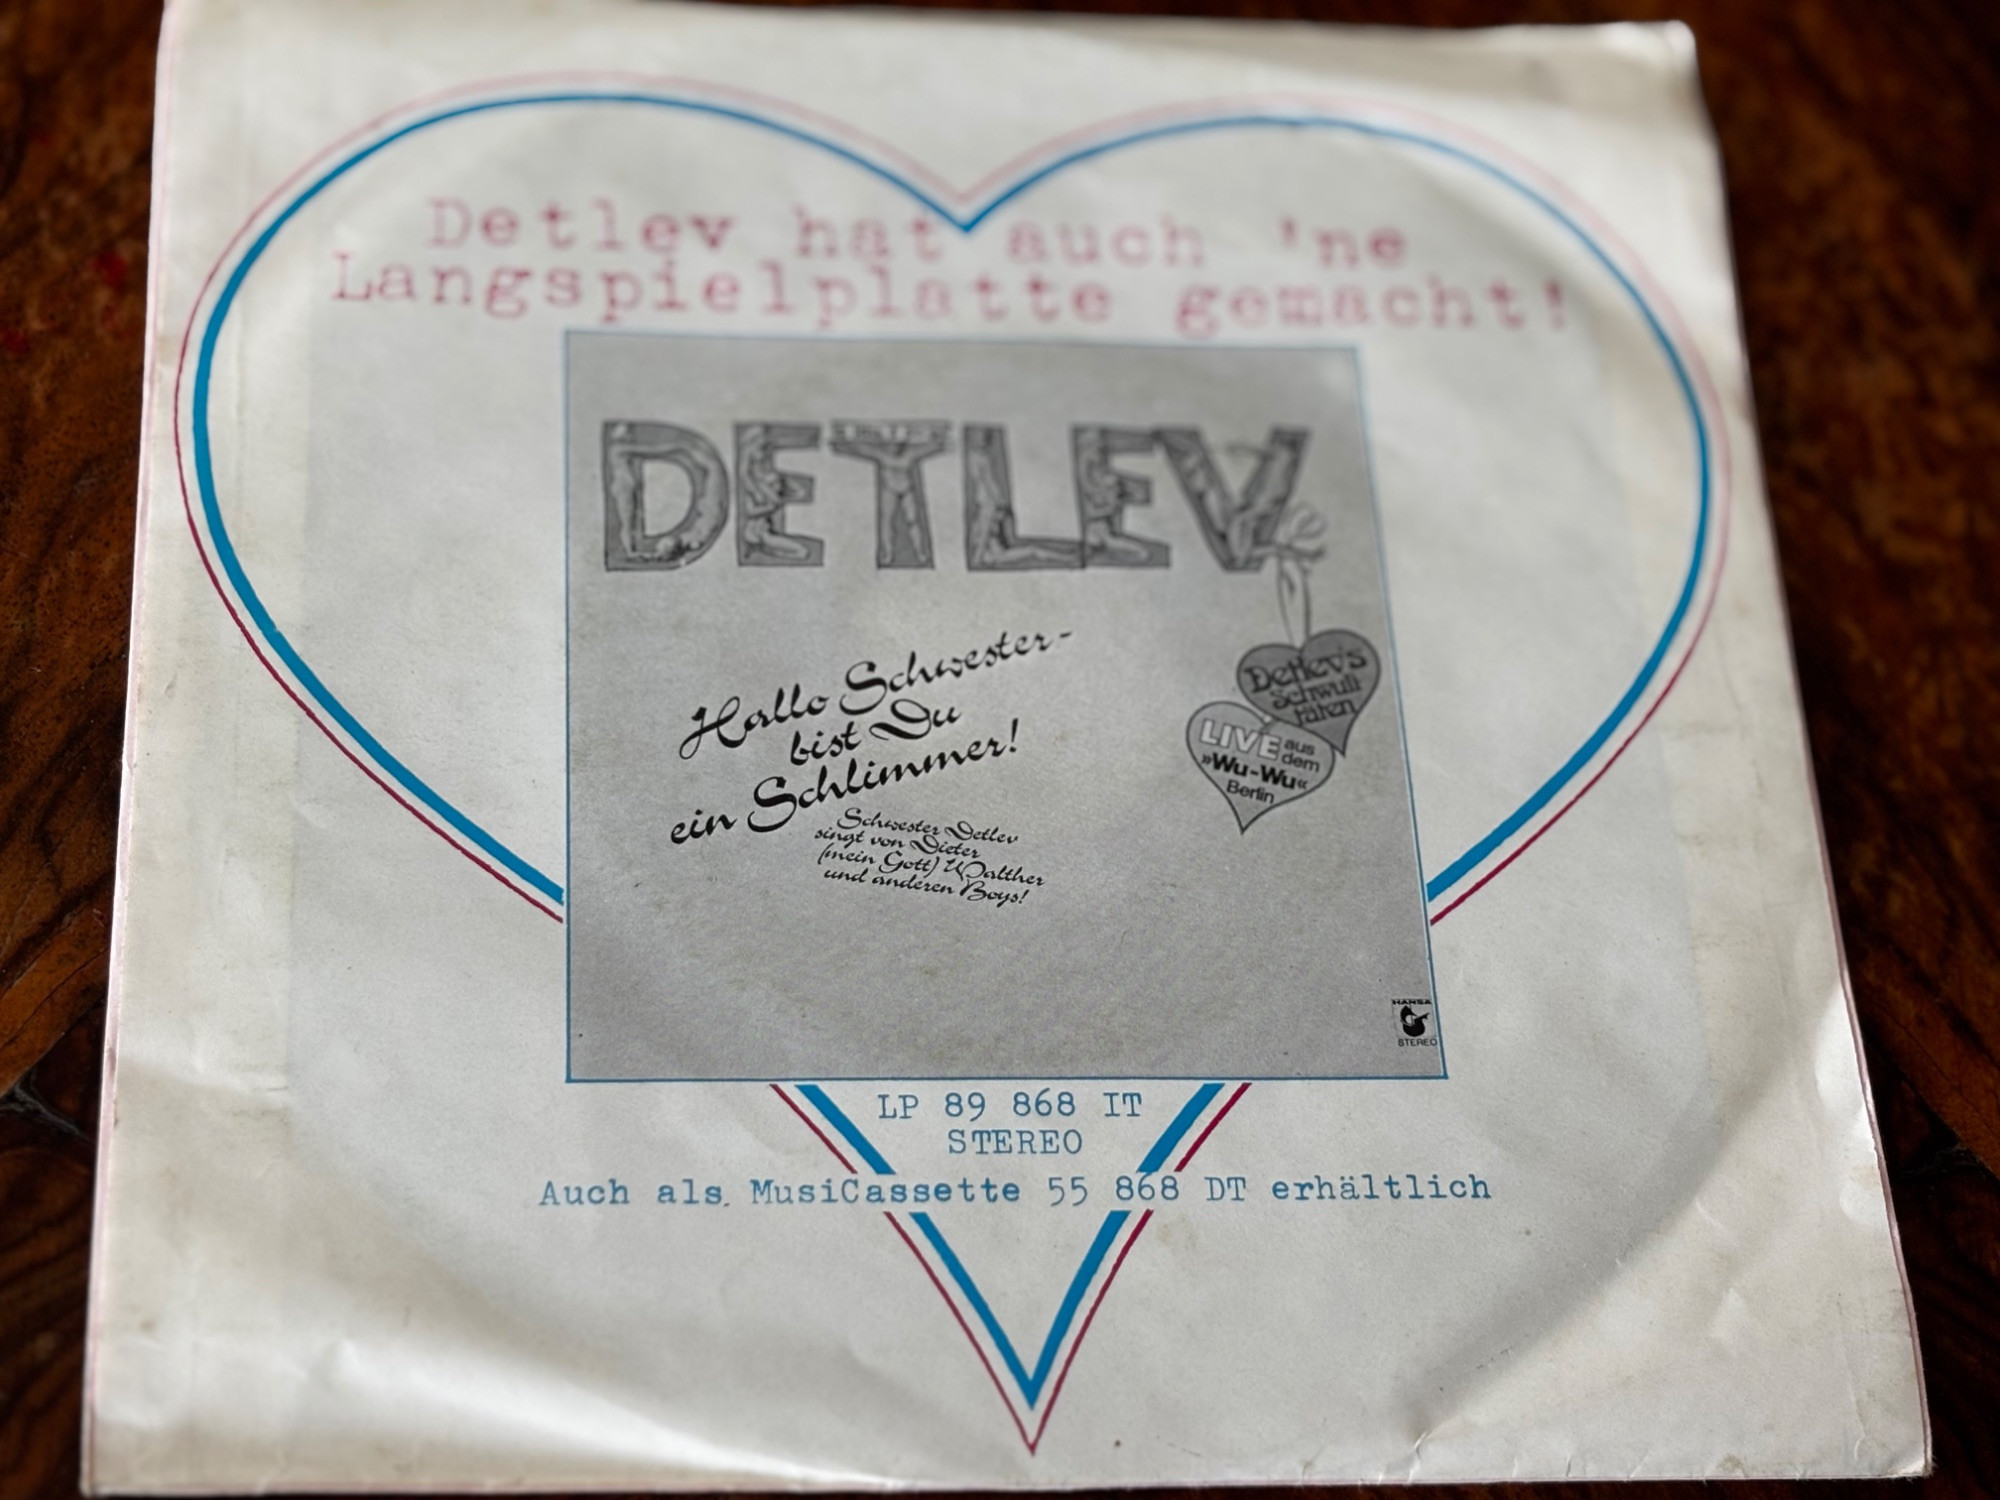 Detlev hat auch 'ne
Langspielplatte gemacht!
DETLEV
Hallo Schwester-
bist Du
ein Schlimmer!
Schwester Detlev
singt von Dieter
(mein Gott) Walther
und anderen Boys!
Detlev's
Schwuli
täten
LIVE aus
dem
»Wu-Wu«
Berlin
HANSA
STEREO
LP 89 868 IT
STEREO
Auch als MusiCassette 55 868 DT erhältlich